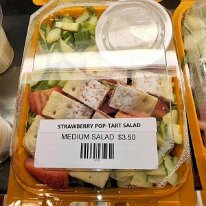 STRAWBERRY POP-TART SALAD
MEDIUM SALAD $3.50